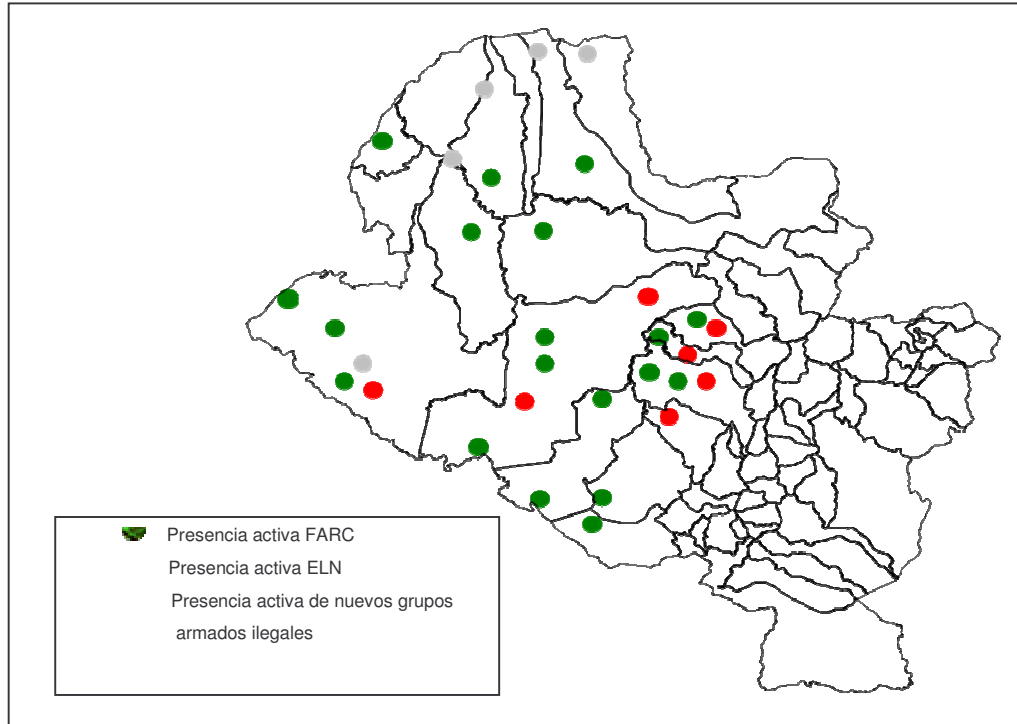 Presencia activa FARC
Presencia activa ELN
Presencia activa de nuevos grupos
armados ilegales